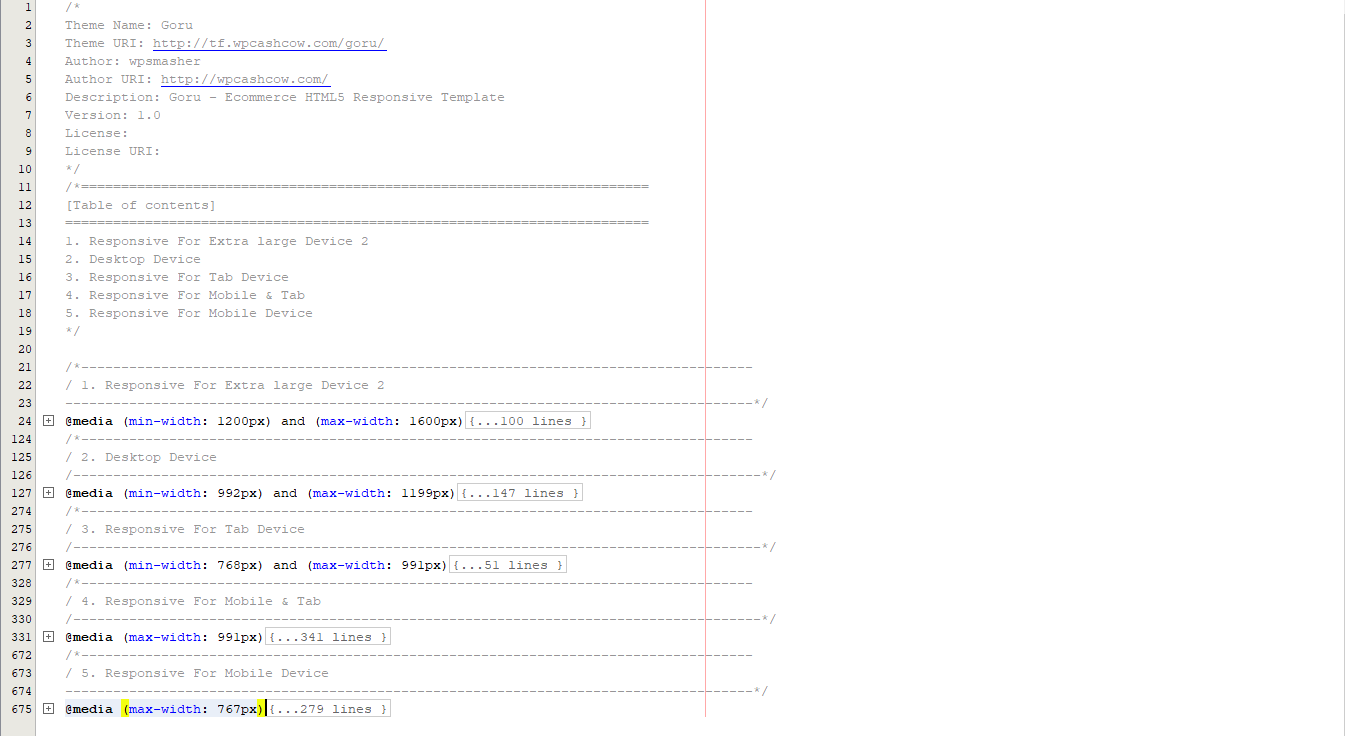 1 /*
2 Theme Name: Goru
3 Theme URI: http://tf.wpcashcow.com/goru/
4 Author: wpsmasher
5 Author URI: http://wpcashcow.com/
6 Description: Goru - Ecommerce HTML5 Responsive Template
7 Version: 1.0
8 License:
9 License URI:
10 */
11 /*=======================================================================
12 [Table of contents]
13 =========================================================================
14 1. Responsive For Extra large Device 2
15 2. Desktop Device
16 3. Responsive For Tab Device
17 4. Responsive For Mobile & Tab
18 5. Responsive For Mobile Device
19 */
20
21 /*------------------------------------------------------------------------------------
22 / 1. Responsive For Extra large Device 2
23 --------------------------------------------------------------------------------------*/
24 @media (min-width: 1200px) and (max-width: 1600px){...100 lines }
124 /*------------------------------------------------------------------------------------
125 / 2. Desktop Device
126 /--------------------------------------------------------------------------------------*/
127 @media (min-width: 992px) and (max-width: 1199px){...147 lines }
274 /*------------------------------------------------------------------------------------
275 / 3. Responsive For Tab Device
276 /--------------------------------------------------------------------------------------*/
277 @media (min-width: 768px) and (max-width: 991px){...51 lines }
328 /*------------------------------------------------------------------------------------
329 / 4. Responsive For Mobile & Tab
330 /--------------------------------------------------------------------------------------*/
331 @media (max-width: 991px){...341 lines }
672 /*------------------------------------------------------------------------------------
673 / 5. Responsive For Mobile Device
674 --------------------------------------------------------------------------------------*/
675 @media (max-width: 767px){...279 lines }